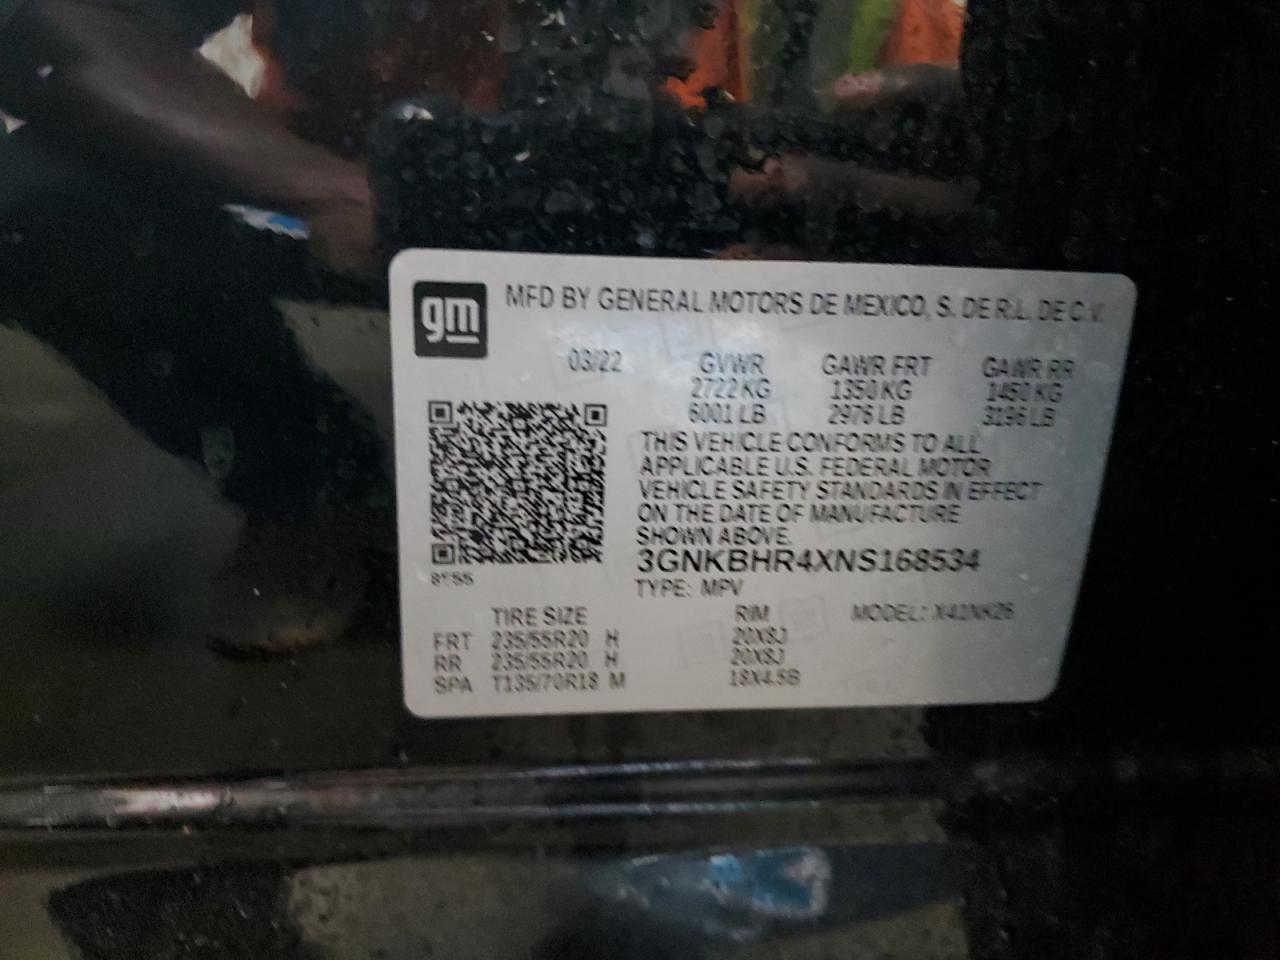 gm
MFD BY GENERAL MOTORS DE MEXICO, S. DE R.L. DE C.V.
03/22 GVWR GAWR FRT GAWR RR
2722 KG 1350 KG 1450 KG
6001 LB 2976 LB 3196 LB
THIS VEHICLE CONFORMS TO ALL
APPLICABLE U.S. FEDERAL MOTOR
VEHICLE SAFETY STANDARDS IN EFFECT
ON THE DATE OF MANUFACTURE
SHOWN ABOVE.
3GNKBHR4XNS168534
TYPE: MPV
TIRE SIZE RIM MODEL: X41NK26
FRT 235/55R20 H 20X8J
RR 235/55R20 H 20X8J
SPA T135/70R18 M 18X4.5B